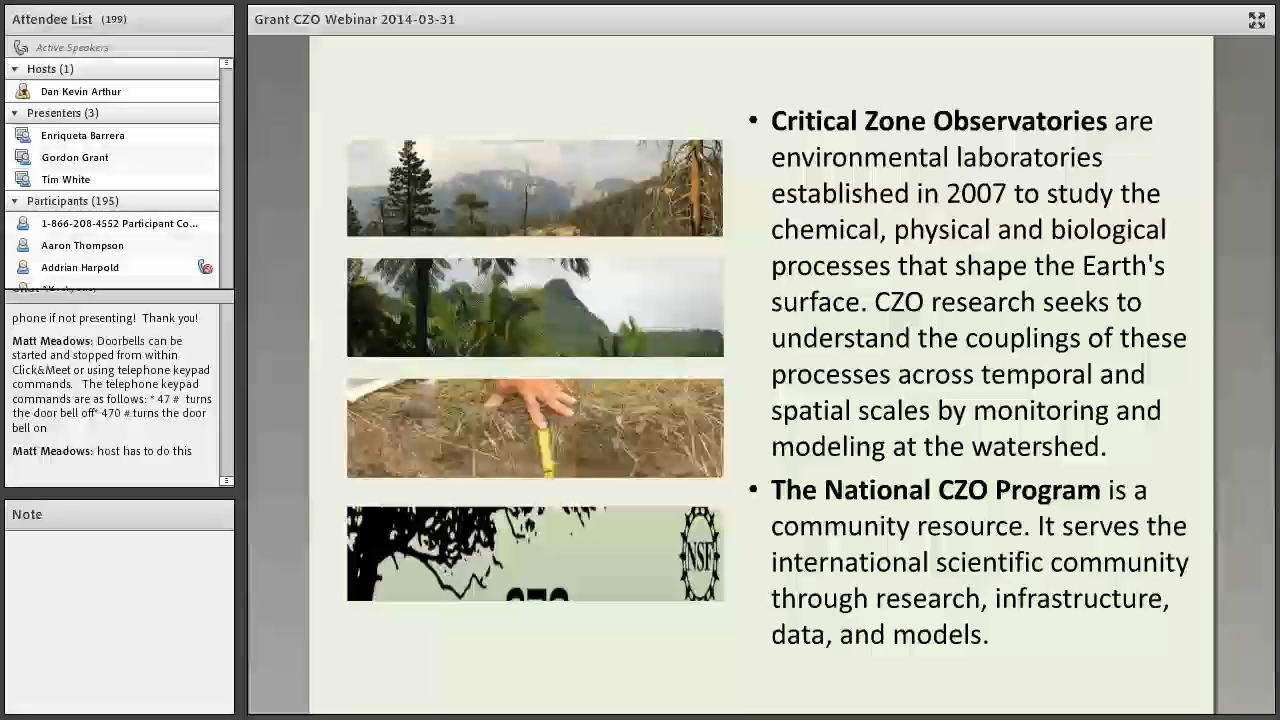 Attendee List (199)
Active Speakers
Hosts (1)
Dan Kevin Arthur
Presenters (3)
Enriqueta Barrera
Gordon Grant
Tim White
Participants (195)
1-866-208-4552 Participant Co...
Aaron Thompson
Addrian Harpold
phone if not presenting! Thank you!
Matt Meadows: Doorbells can be
started and stopped from within
Click&Meet or using telephone keypad
commands. The telephone keypad
commands are as follows: * 47 # turns
the door bell off* 470 # turns the door
bell on
Matt Meadows: host has to do this
Note
Grant CZO Webinar 2014-03-31
• Critical Zone Observatories are
environmental laboratories
established in 2007 to study the
chemical, physical and biological
processes that shape the Earth's
surface. CZO research seeks to
understand the couplings of these
processes across temporal and
spatial scales by monitoring and
modeling at the watershed.
• The National CZO Program is a
community resource. It serves the
international scientific community
through research, infrastructure,
data, and models.
NSF